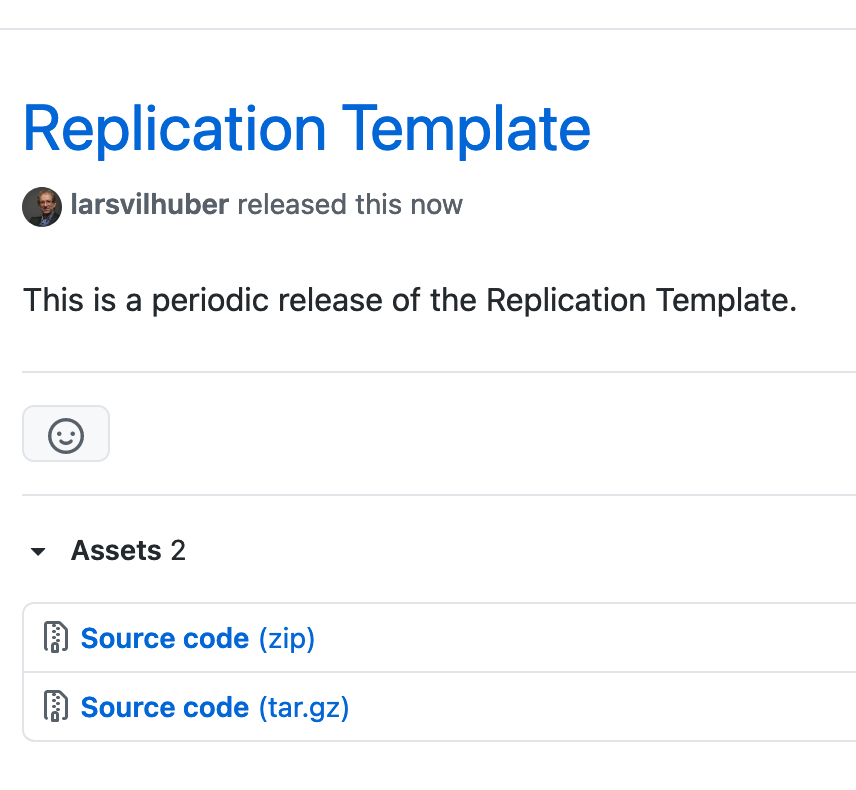 Replication Template
larsvilhuber released this now
This is a periodic release of the Replication Template.
Assets 2
Source code (zip)
Source code (tar.gz)